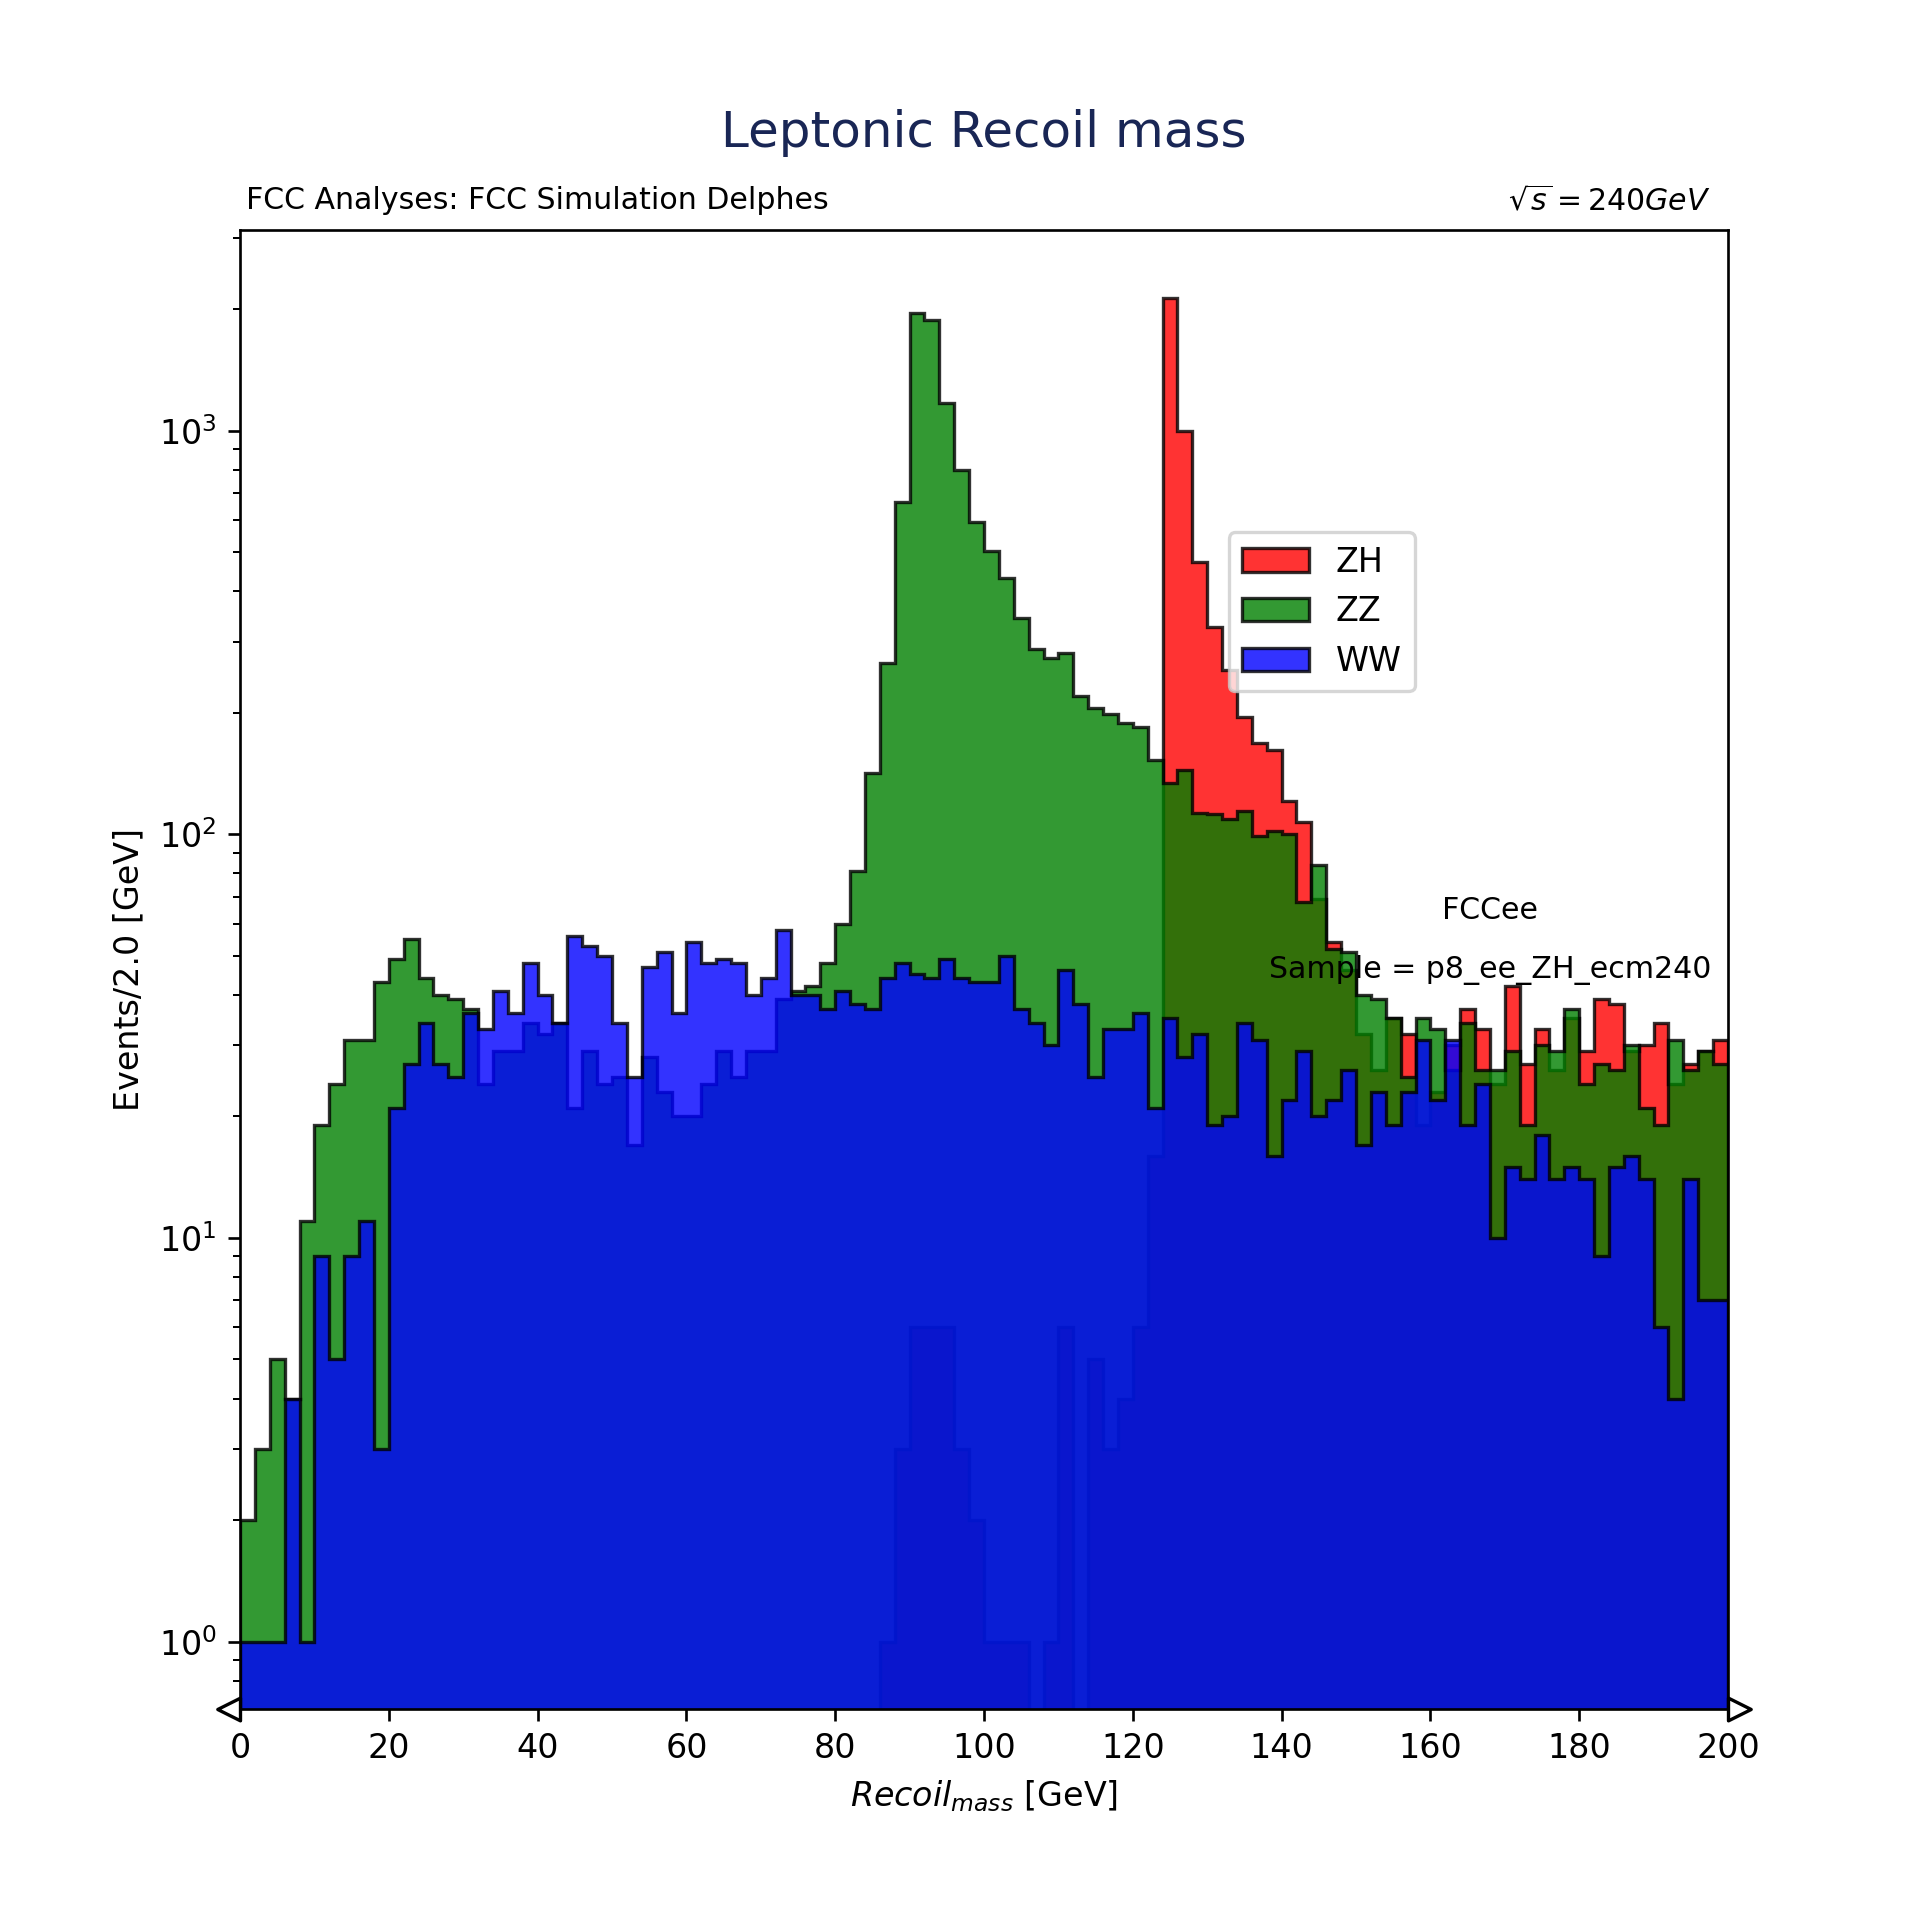 Leptonic Recoil mass
FCC Analyses: FCC Simulation Delphes
√s = 240GeV
Events/2.0 [GeV]
10³
10²
10¹
10⁰
ZH
ZZ
WW
FCCee
Sample = p8_ee_ZH_ecm240
0 20 40 60 80 100 120 140 160 180 200
Recoil_mass [GeV]